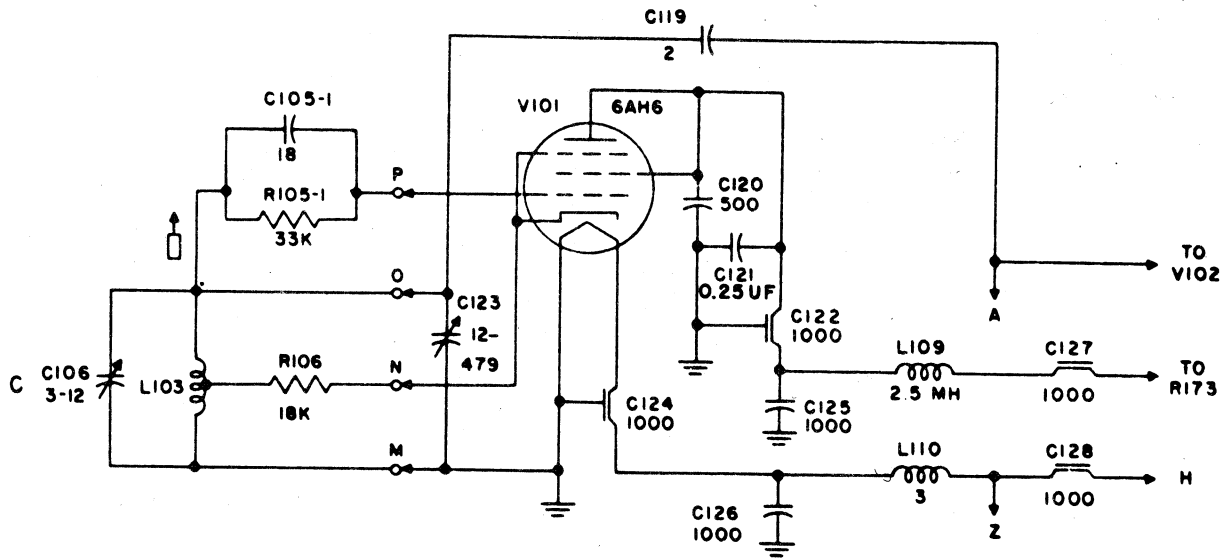 C119
2
C105-1
18
R105-1
33K
P
V101
6AH6
C120
500
C121
0.25UF
C122
1000
TO
V102
A
O
C123
12-
479
C
C106
3-12
L103
R106
18K
N
L109
2.5 MH
C127
1000
TO
R173
C124
1000
C125
1000
M
L110
3
C128
1000
H
C126
1000
Z